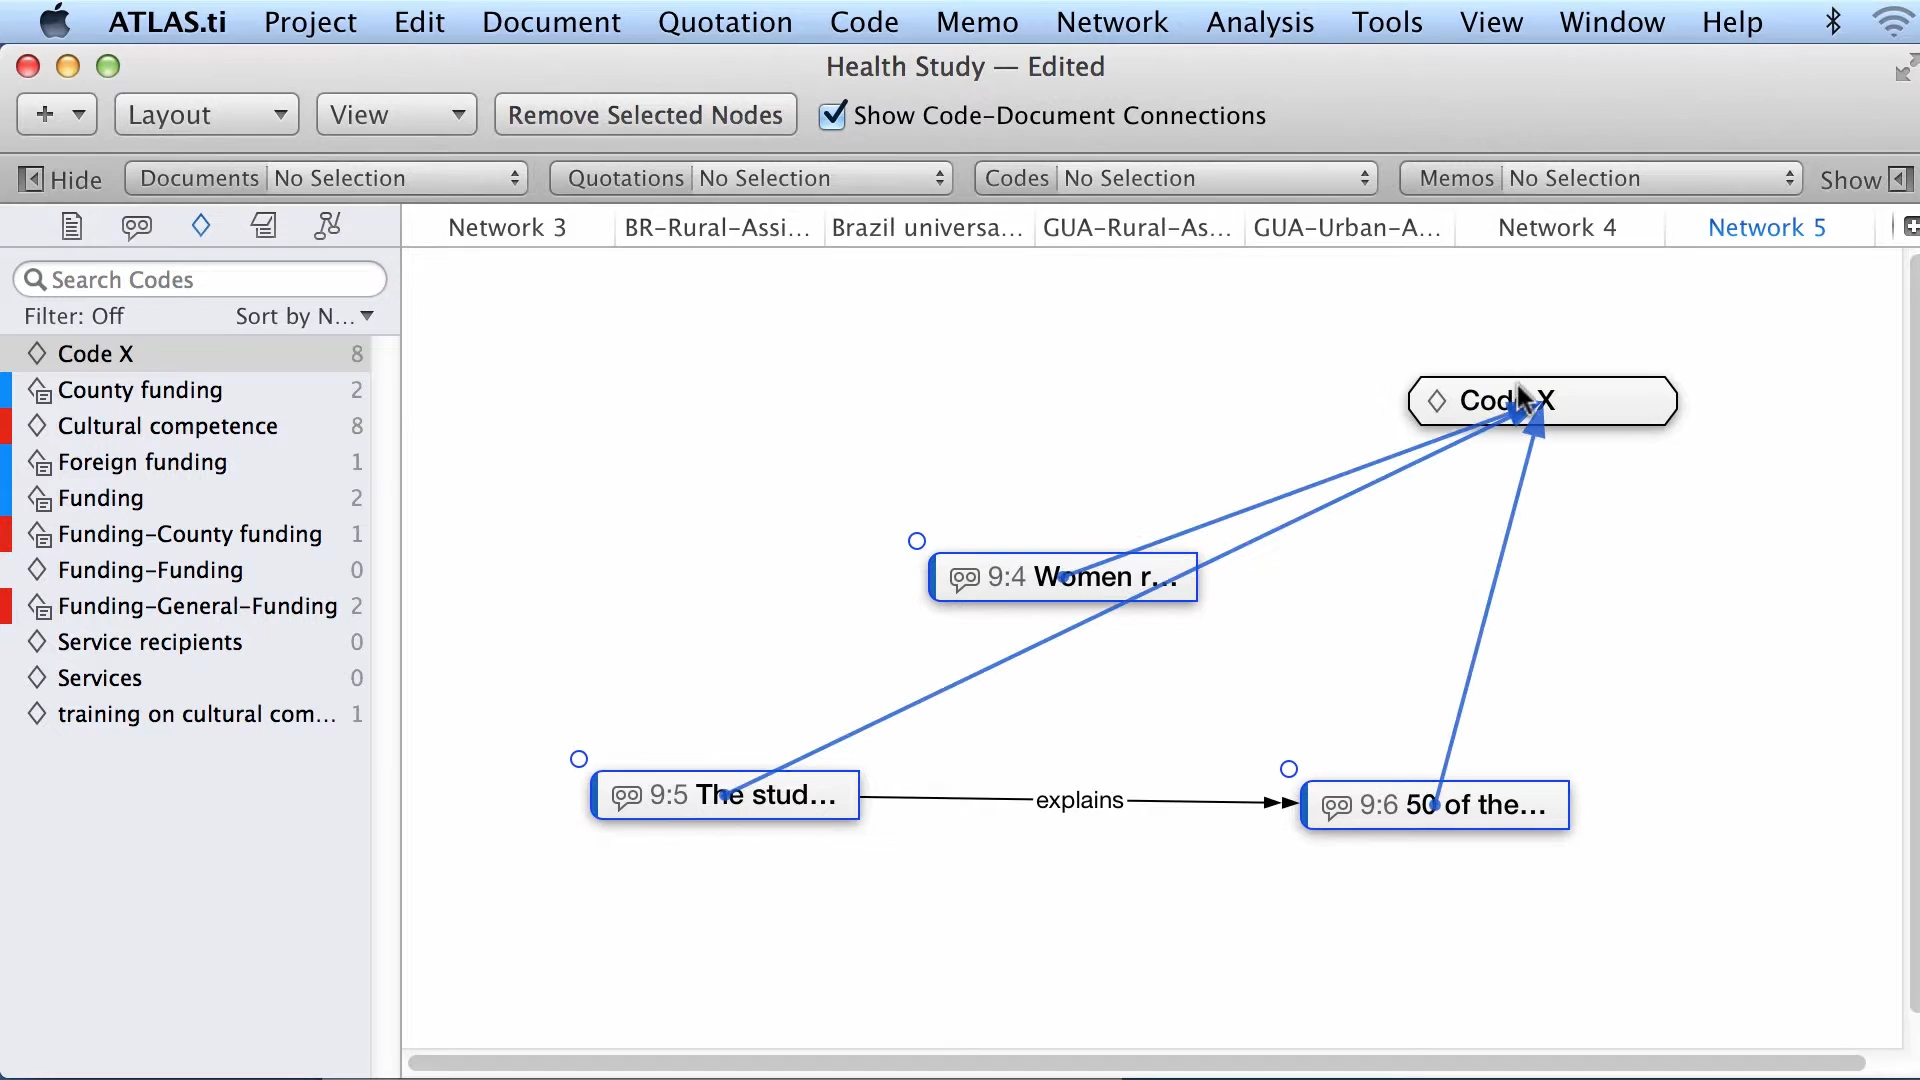 ATLAS.ti Project Edit Document Quotation Code Memo Network Analysis Tools View Window Help
Health Study — Edited
+ Layout View Remove Selected Nodes Show Code-Document Connections
Hide Documents No Selection Quotations No Selection Codes No Selection Memos No Selection Show
Network 3 BR-Rural-Assi... Brazil universa... GUA-Rural-As... GUA-Urban-A... Network 4 Network 5
Search Codes
Filter: Off Sort by N...
Code X 8
County funding 2
Cultural competence 8
Foreign funding 1
Funding 2
Funding-County funding 1
Funding-Funding 0
Funding-General-Funding 2
Service recipients 0
Services 0
training on cultural com... 1
Code X
9:4 Women r...
9:5 The stud...
explains
9:6 50 of the...